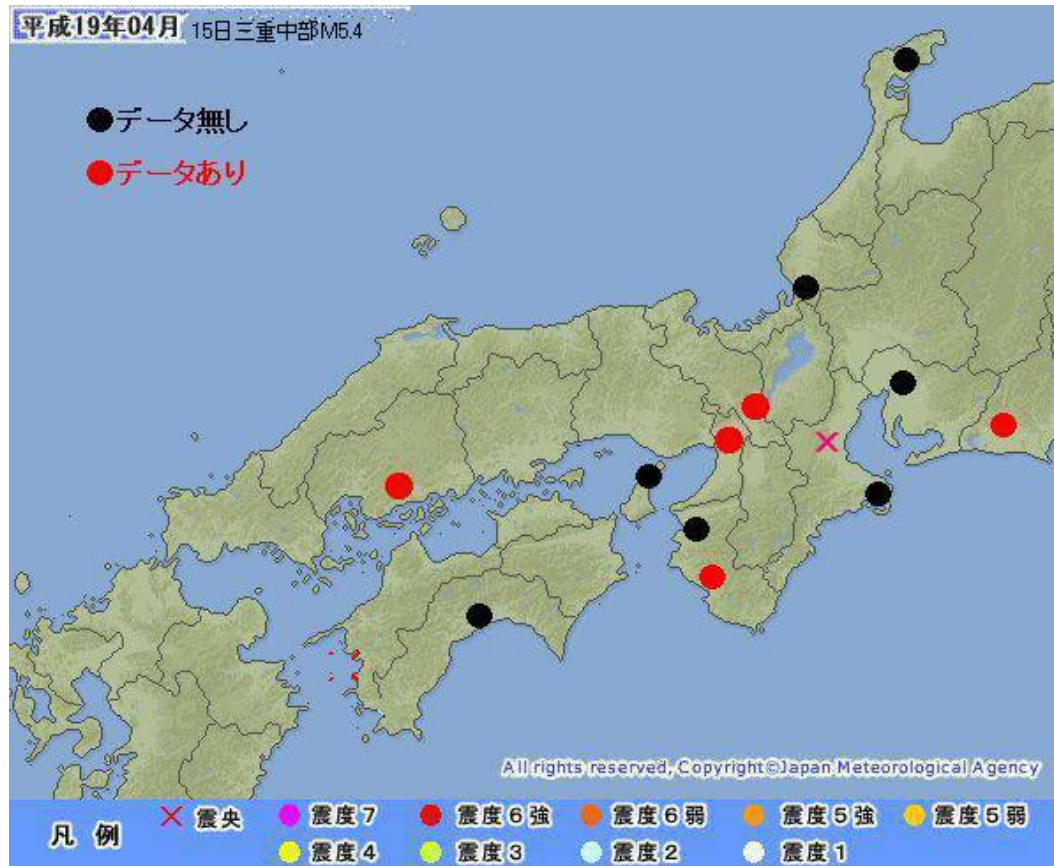 平成19年04月 15日三重中部M5.4
データ無し
データあり
All rights reserved, Copyright©Japan Meteorological Agency
凡 例 × 震央 震度7 震度6強 震度6弱 震度5強 震度5弱
震度4 震度3 震度2 震度1